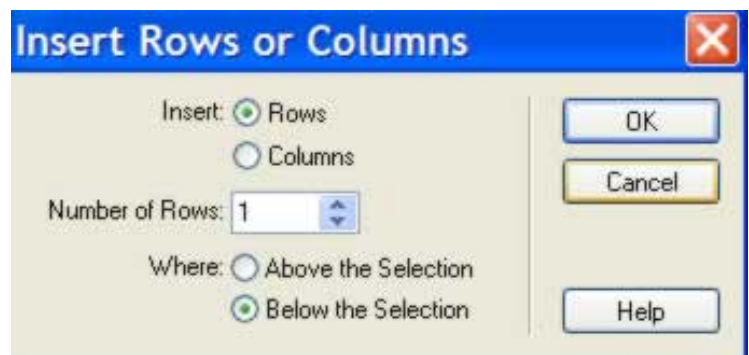 Insert Rows or Columns
Insert: Rows
Columns
Number of Rows: 1
Where: Above the Selection
Below the Selection
OK
Cancel
Help